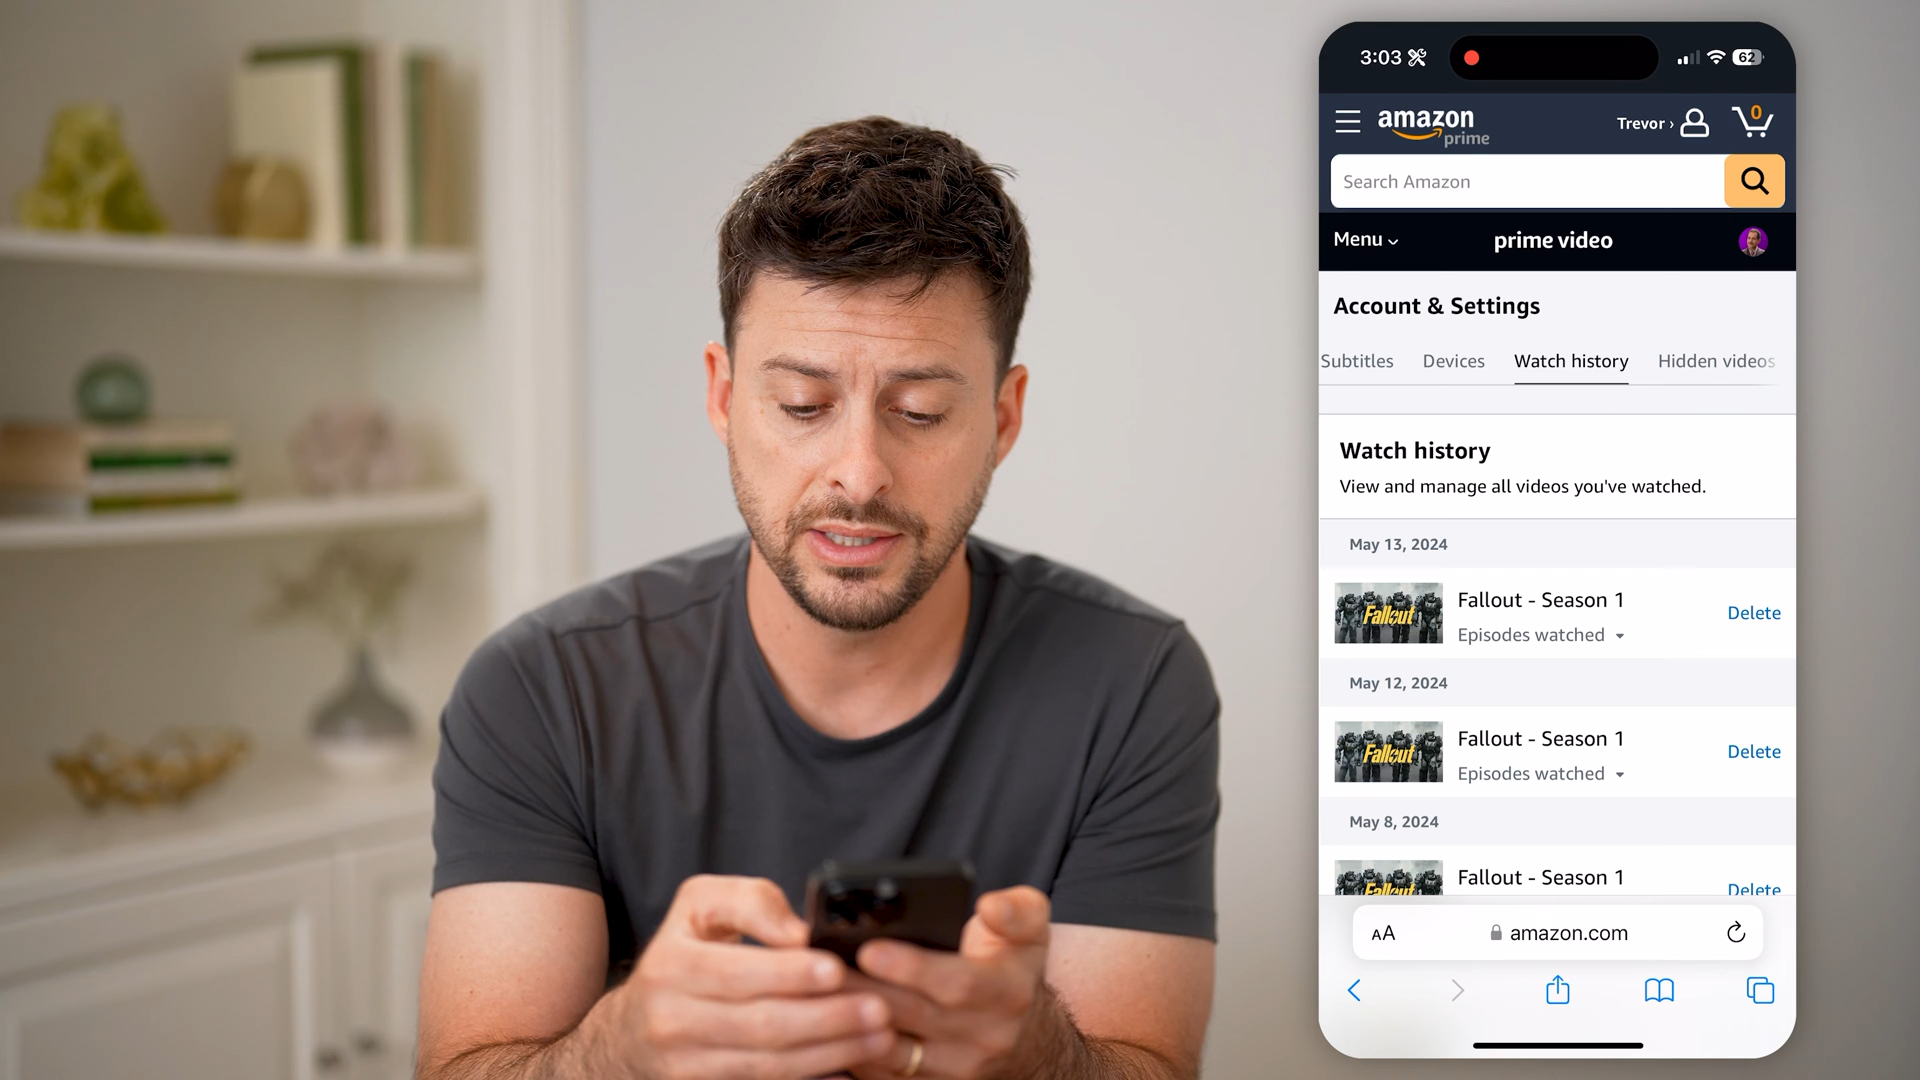 3:03
62
amazon
prime
Trevor ›
0
Search Amazon
Menu
prime video
Account & Settings
Subtitles Devices Watch history Hidden videos
Watch history
View and manage all videos you've watched.
May 13, 2024
Fallout
Fallout - Season 1
Episodes watched
Delete
May 12, 2024
Fallout
Fallout - Season 1
Episodes watched
Delete
May 8, 2024
Fallout
Fallout - Season 1
Delete
AA
amazon.com